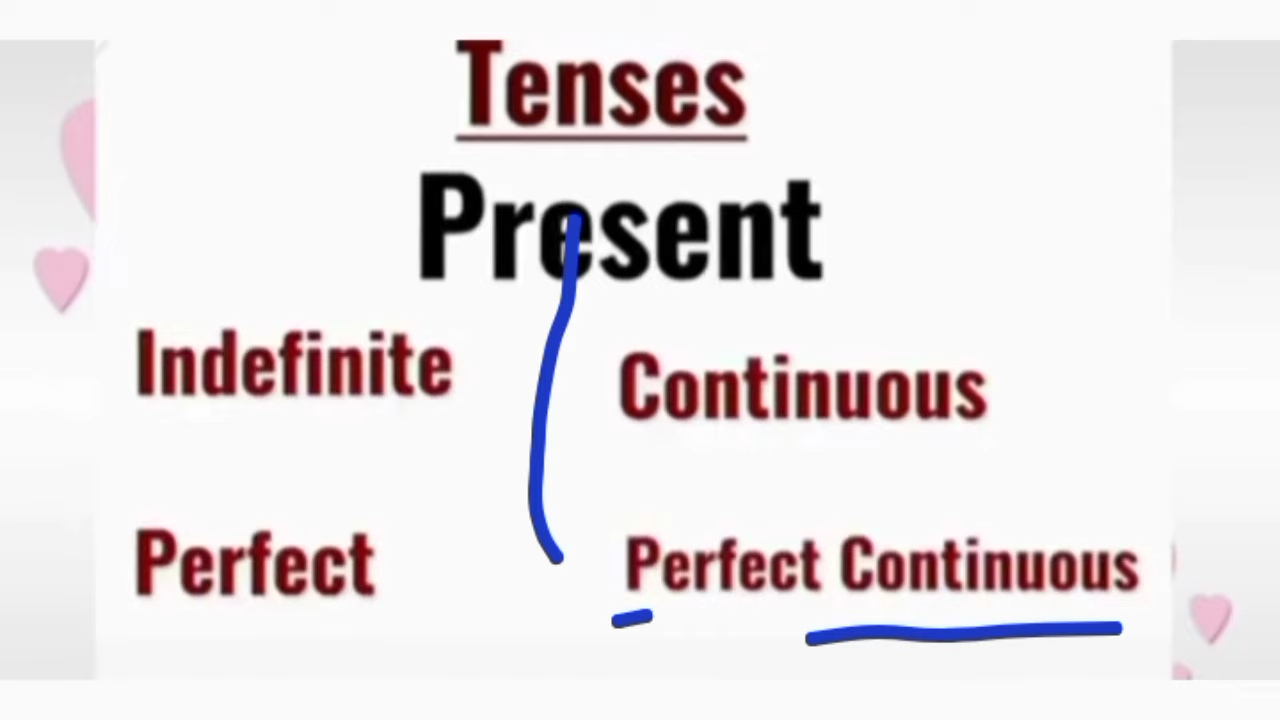 Tenses
Present
Indefinite
Continuous
Perfect
Perfect Continuous